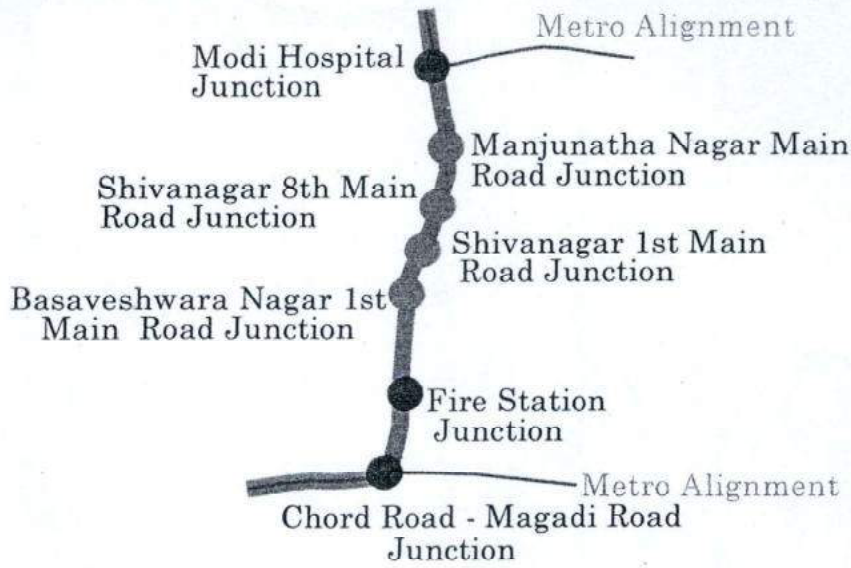 Metro Alignment
Modi Hospital
Junction
Manjunatha Nagar Main
Road Junction
Shivanagar 8th Main
Road Junction
Shivanagar 1st Main
Road Junction
Basaveshwara Nagar 1st
Main Road Junction
Fire Station
Junction
Metro Alignment
Chord Road - Magadi Road
Junction